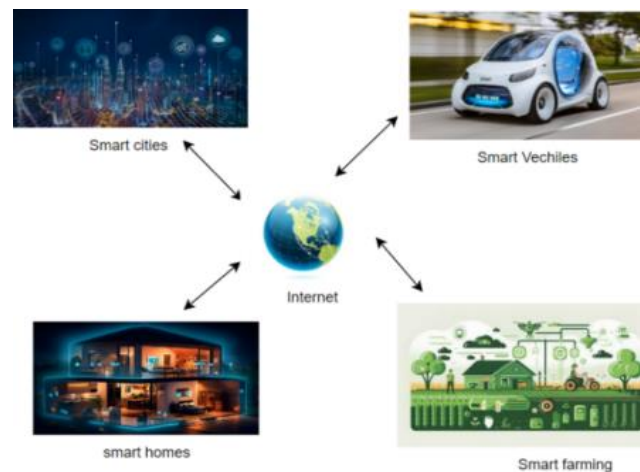 Smart cities
Smart Vechiles
Internet
smart homes
Smart farming